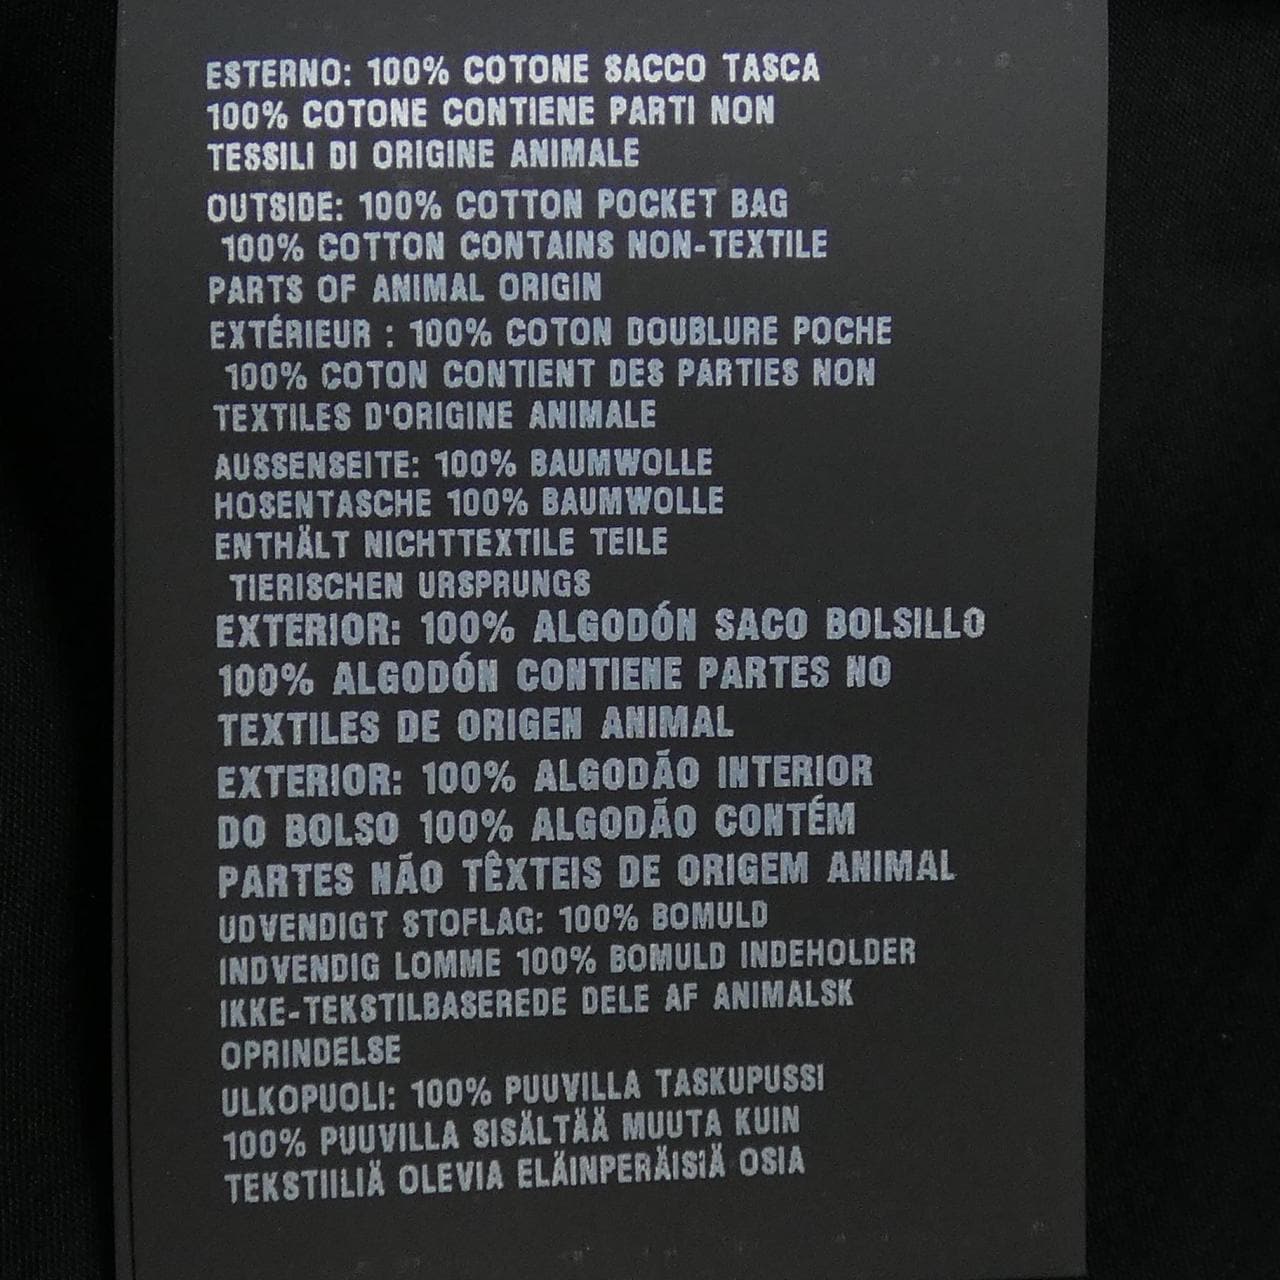 ESTERNO: 100% COTONE SACCO TASCA
100% COTONE CONTIENE PARTI NON
TESSILI DI ORIGINE ANIMALE
OUTSIDE: 100% COTTON POCKET BAG
100% COTTON CONTAINS NON-TEXTILE
PARTS OF ANIMAL ORIGIN
EXTÉRIEUR : 100% COTON DOUBLURE POCHE
100% COTON CONTIENT DES PARTIES NON
TEXTILES D'ORIGINE ANIMALE
AUSSENSEITE: 100% BAUMWOLLE
HOSENTASCHE 100% BAUMWOLLE
ENTHÄLT NICHTTEXTILE TEILE
TIERISCHEN URSPRUNGS
EXTERIOR: 100% ALGODÓN SACO BOLSILLO
100% ALGODÓN CONTIENE PARTES NO
TEXTILES DE ORIGEN ANIMAL
EXTERIOR: 100% ALGODÃO INTERIOR
DO BOLSO 100% ALGODÃO CONTÉM
PARTES NÃO TÊXTEIS DE ORIGEM ANIMAL
UDVENDIGT STOFLAG: 100% BOMULD
INDVENDIG LOMME 100% BOMULD INDEHOLDER
IKKE-TEKSTILBASEREDE DELE AF ANIMALSK
OPRINDELSE
ULKOPUOLI: 100% PUUVILLA TASKUPUSSI
100% PUUVILLA SISÄLTÄÄ MUUTA KUIN
TEKSTIILIÄ OLEVIA ELÄINPERÄISIÄ OSIA